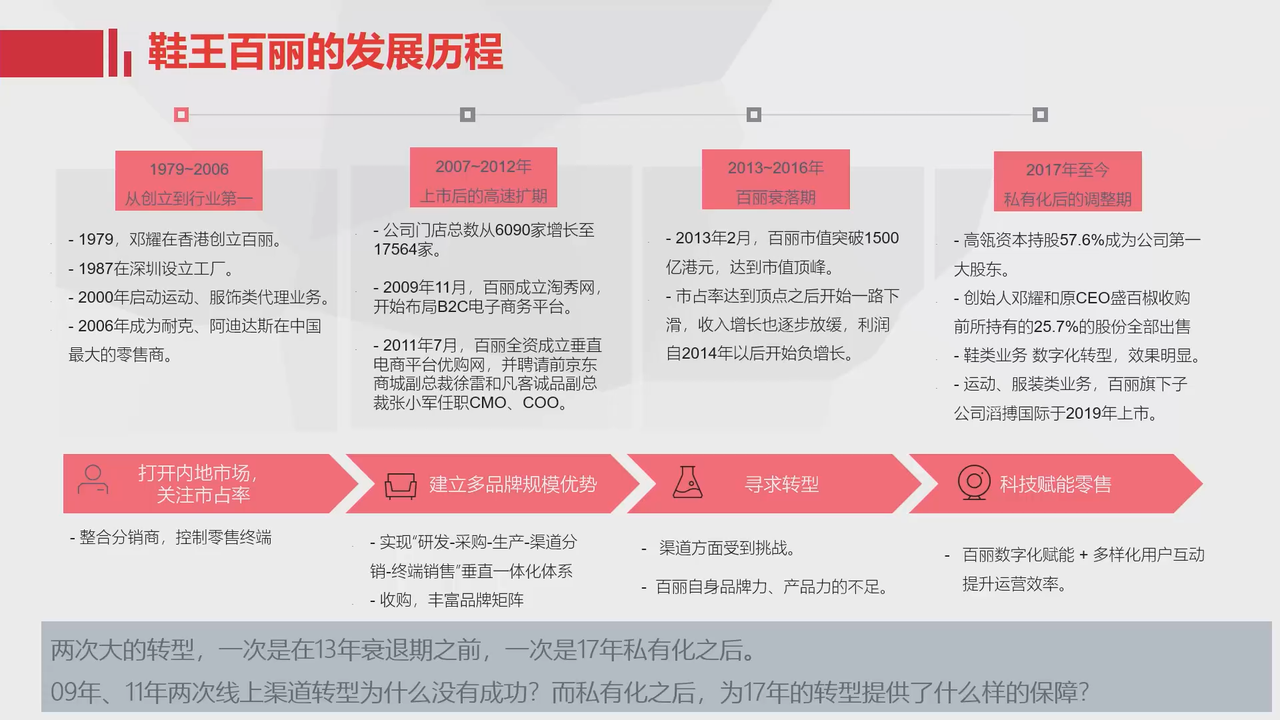 鞋王百丽的发展历程
1979~2006
从创立到行业第一
- 1979，邓耀在香港创立百丽。
- 1987在深圳设立工厂。
- 2000年启动运动、服饰类代理业务。
- 2006年成为耐克、阿迪达斯在中国
最大的零售商。
2007~2012年
上市后的高速扩期
- 公司门店总数从6090家增长至
17564家。
- 2009年11月，百丽成立淘秀网，
开始布局B2C电子商务平台。
- 2011年7月，百丽全资成立垂直
电商平台优购网，并聘请前京东
商城副总裁徐雷和凡客诚品副总
裁张小军任职CMO、COO。
2013~2016年
百丽衰落期
- 2013年2月，百丽市值突破1500
亿港元，达到市值顶峰。
- 市占率达到顶点之后开始一路下
滑，收入增长也逐步放缓，利润
自2014年以后开始负增长。
2017年至今
私有化后的调整期
- 高瓴资本持股57.6%成为公司第一
大股东。
- 创始人邓耀和原CEO盛百椒收购
前所持有的25.7%的股份全部出售
- 鞋类业务 数字化转型，效果明显。
- 运动、服装类业务，百丽旗下子
公司滔搏国际于2019年上市。
打开内地市场，
关注市占率
建立多品牌规模优势
寻求转型
科技赋能零售
- 整合分销商，控制零售终端
- 实现“研发-采购-生产-渠道分
销-终端销售”垂直一体化体系
- 收购，丰富品牌矩阵
- 渠道方面受到挑战。
- 百丽自身品牌力、产品力的不足。
- 百丽数字化赋能 + 多样化用户互动
提升运营效率。
两次大的转型，一次是在13年衰退期之前，一次是17年私有化之后。
09年、11年两次线上渠道转型为什么没有成功？而私有化之后，为17年的转型提供了什么样的保障？